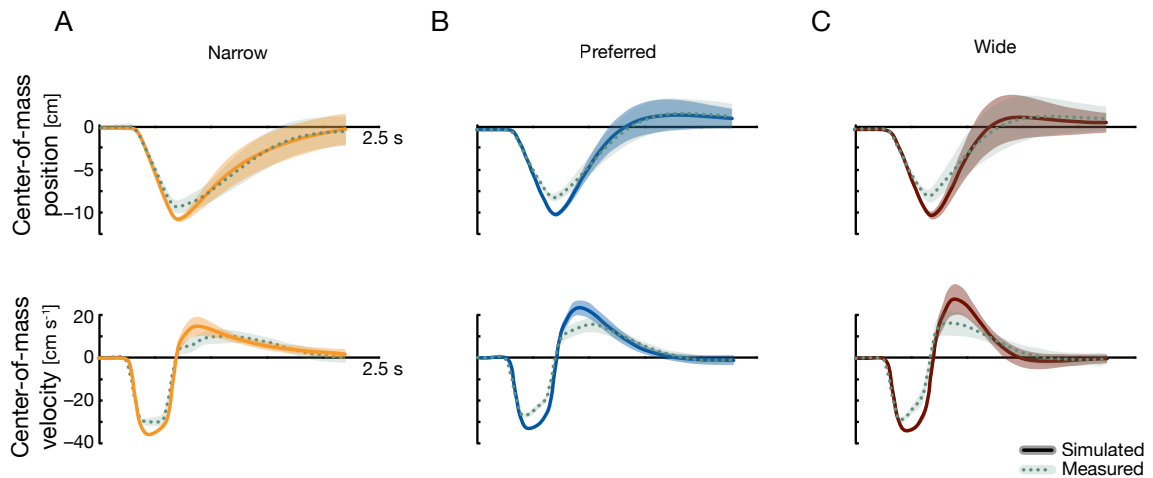 A
B
C
Narrow
Preferred
Wide
Center-of-mass
position [cm]
0
−5
−10
2.5 s
Center-of-mass
velocity [cm s⁻¹]
20
0
−20
−40
2.5 s
Simulated
Measured